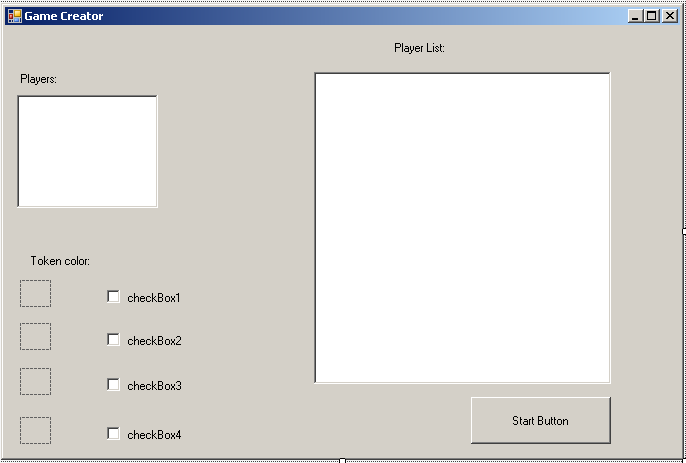 Game Creator
Player List:
Players:
Token color:
checkBox1
checkBox2
checkBox3
checkBox4
Start Button